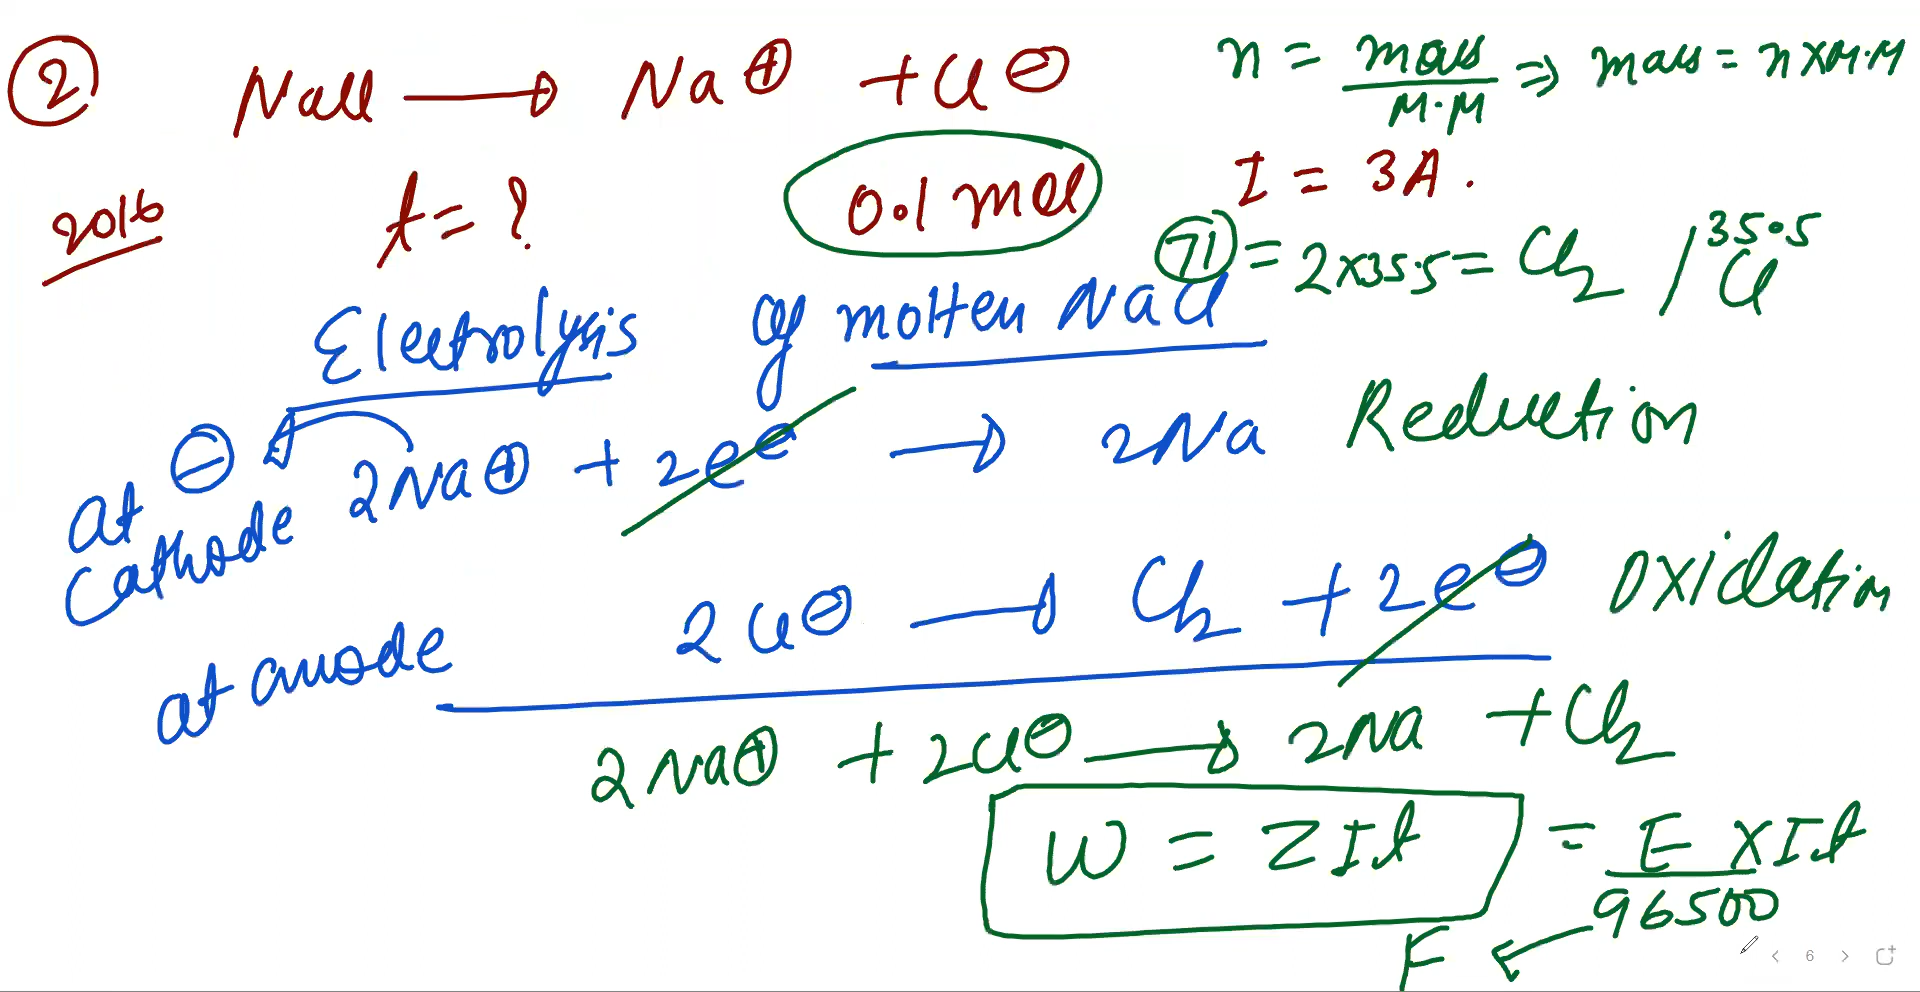 ② NaCl ⟶ Na⊕ + Cl⊖
n = mass / M.M ⇒ mass = n × M.M
2016 t = ? 0.1 mol I = 3A.
71 = 2×35.5 = Cl₂ / 35.5 Cl
Electrolysis of molten NaCl
at ⊖ cathode 2Na⊕ + 2e⊖ ⟶ 2Na Reduction
at anode 2Cl⊖ ⟶ Cl₂ + 2e⊖ Oxidation
2Na⊕ + 2Cl⊖ ⟶ 2Na + Cl₂
W = ZIt = E/96500 × It
F
6